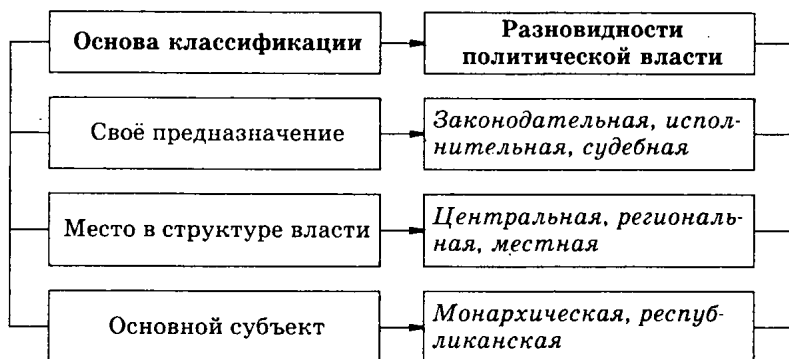 Основа классификации
Разновидности
политической власти
Своё предназначение
Законодательная, испол-
нительная, судебная
Место в структуре власти
Центральная, региональ-
ная, местная
Основной субъект
Монархическая, респуб-
ликанская